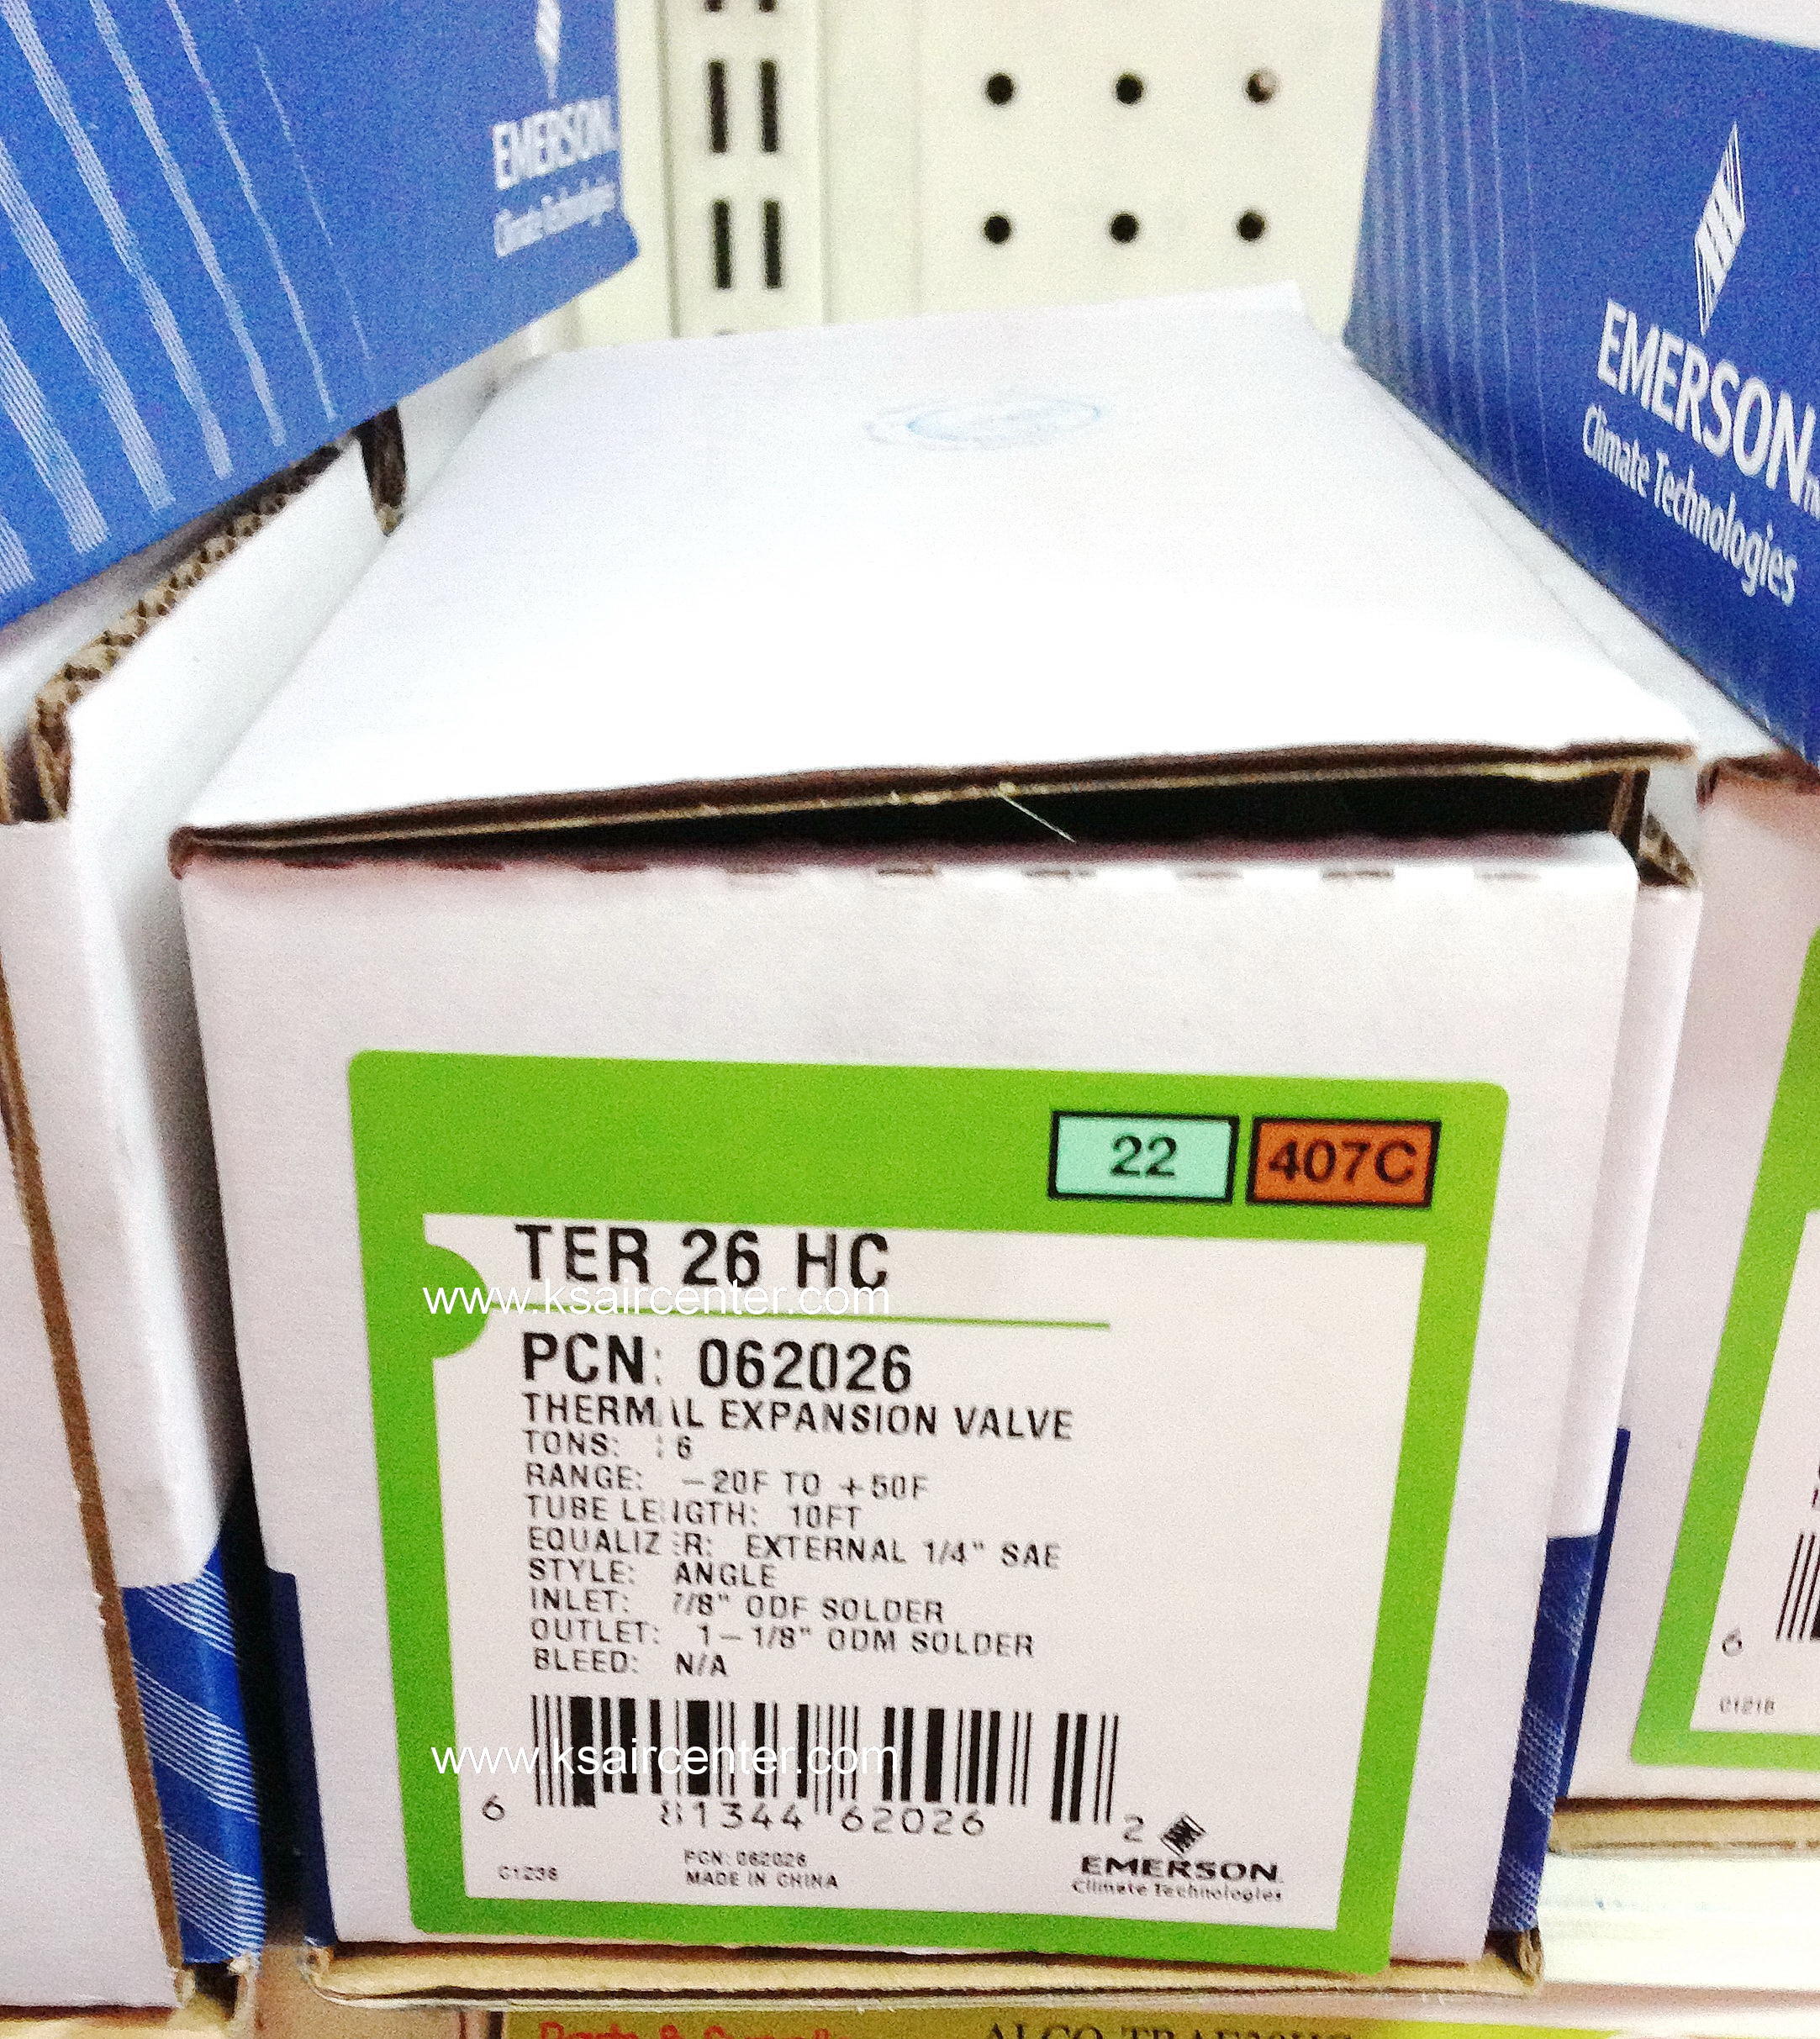 EMERSON
Climate Technologies
EMERSON
Climate Technologies
22
407C
TER 26 HC
www.ksaircenter.com
PCN: 062026
THERMAL EXPANSION VALVE
TONS: 6
RANGE: -20F TO +50F
TUBE LENGTH: 10FT
EQUALIZER: EXTERNAL 1/4" SAE
STYLE: ANGLE
INLET: 7/8" ODF SOLDER
OUTLET: 1-1/8" ODM SOLDER
BLEED: N/A
www.ksaircenter.com
6 81344 62026 2
C1236
PCN: 062026
MADE IN CHINA
EMERSON
Climate Technologies
6
C1218